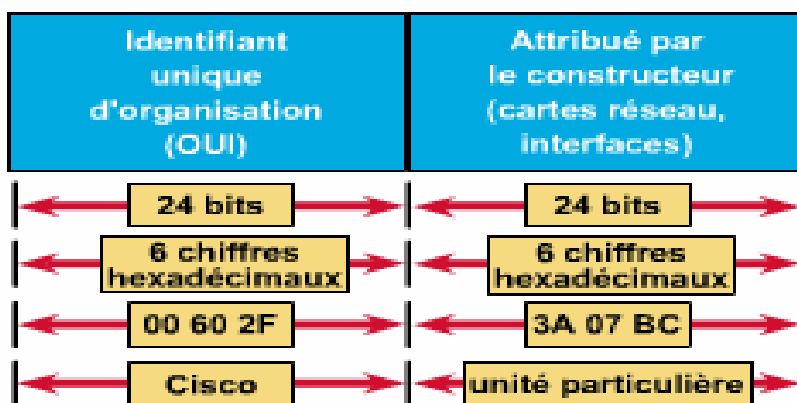 Identifiant
unique
d'organisation
(OUI)
Attribué par
le constructeur
(cartes réseau,
interfaces)
24 bits
24 bits
6 chiffres
hexadécimaux
6 chiffres
hexadécimaux
00 60 2F
3A 07 BC
Cisco
unité particulière